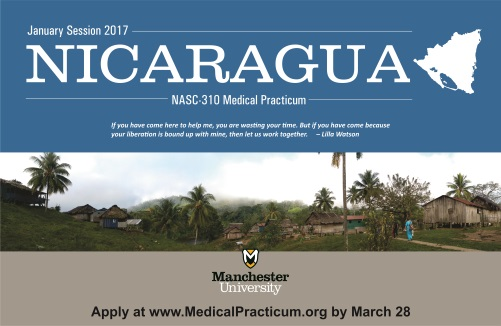 January Session 2017
NICARAGUA
NASC-310 Medical Practicum
If you have come here to help me, you are wasting your time. But if you have come because
your liberation is bound up with mine, then let us work together. – Lilla Watson
Manchester
University
Apply at www.MedicalPracticum.org by March 28